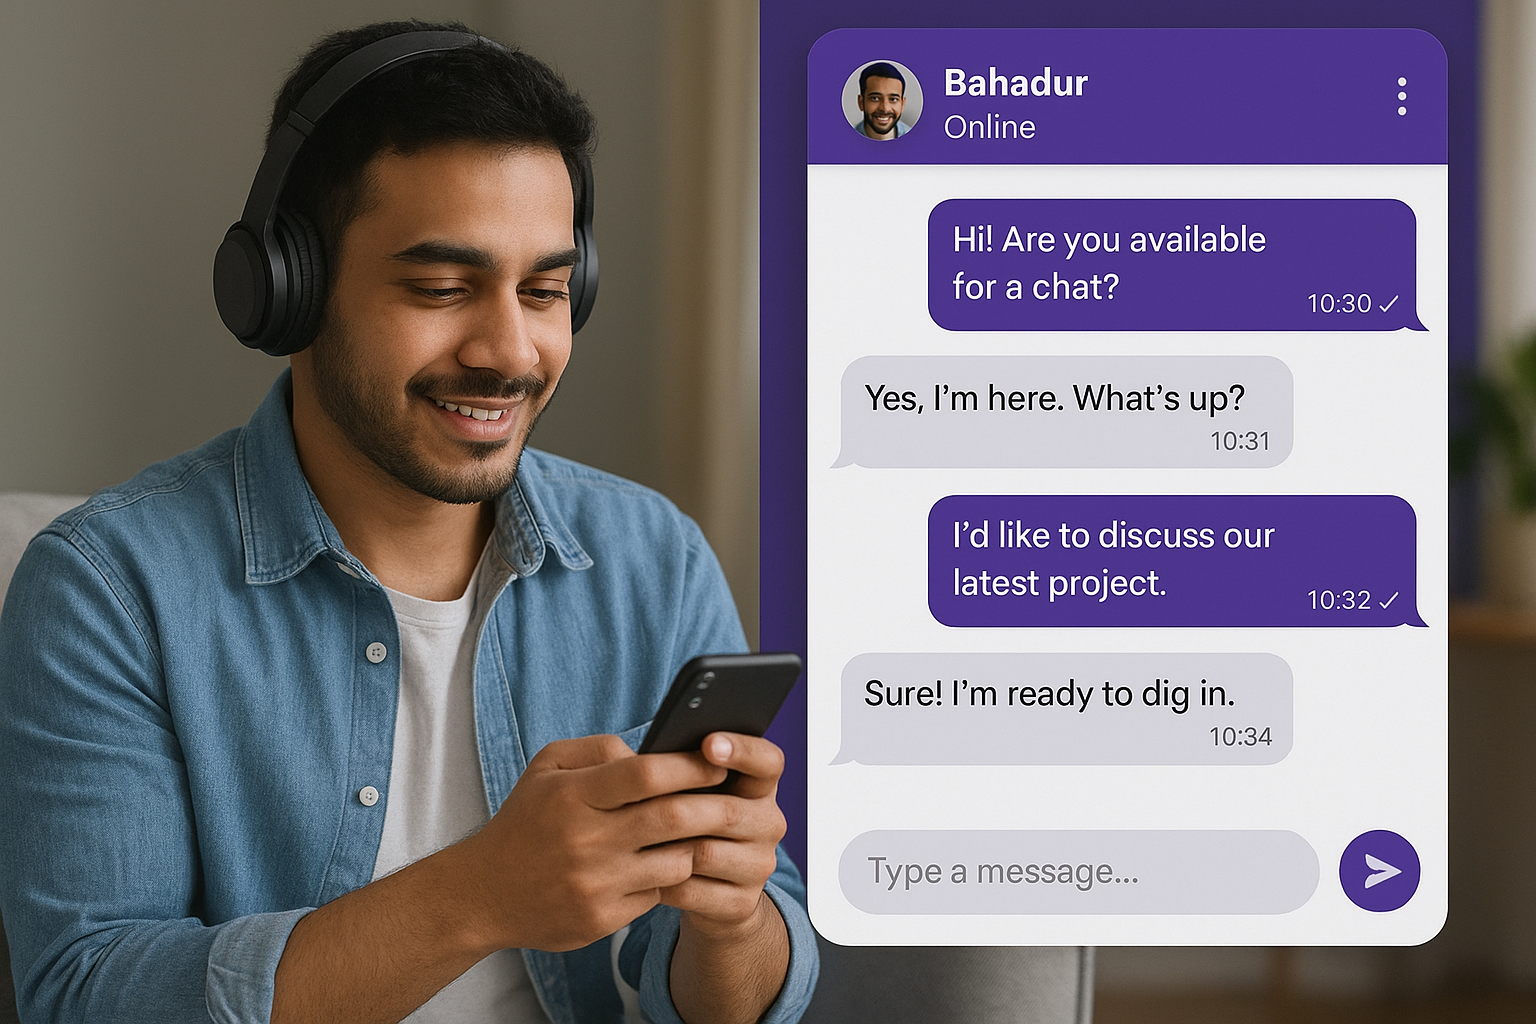 Bahadur
Online
Hi! Are you available
for a chat?
10:30
Yes, I’m here. What’s up?
10:31
I’d like to discuss our
latest project.
10:32
Sure! I’m ready to dig in.
10:34
Type a message...